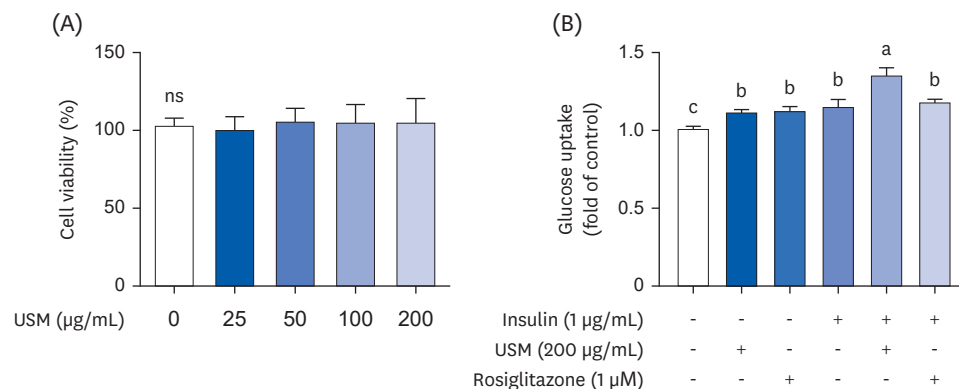 (A)
150
100
50
0
Cell viability (%)
ns
USM (µg/mL) 0 25 50 100 200
(B)
1.5
1.0
0.5
0
Glucose uptake
(fold of control)
c b b b a b
Insulin (1 µg/mL) - - - + + +
USM (200 µg/mL) - + - - + -
Rosiglitazone (1 µM) - - + - - +